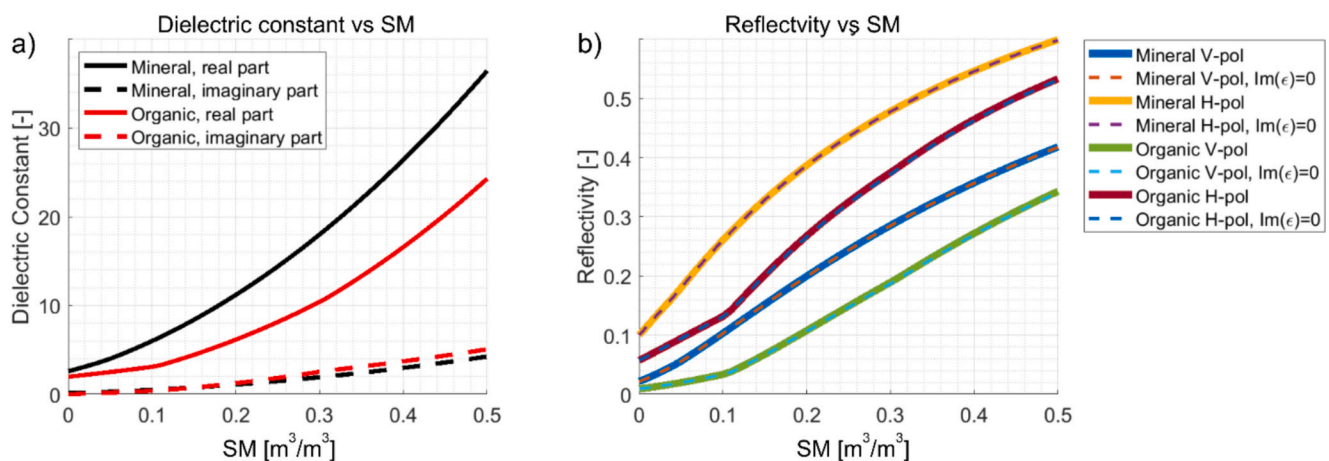 a)
Dielectric constant vs SM
Mineral, real part
Mineral, imaginary part
Organic, real part
Organic, imaginary part
Dielectric Constant [-]
30
20
10
0
0 0.1 0.2 0.3 0.4 0.5
SM [m³/m³]
b)
Reflectvity vs SM
Reflectivity [-]
0.5
0.4
0.3
0.2
0.1
0
0 0.1 0.2 0.3 0.4 0.5
SM [m³/m³]
Mineral V-pol
Mineral V-pol, Im(ϵ)=0
Mineral H-pol
Mineral H-pol, Im(ϵ)=0
Organic V-pol
Organic V-pol, Im(ϵ)=0
Organic H-pol
Organic H-pol, Im(ϵ)=0